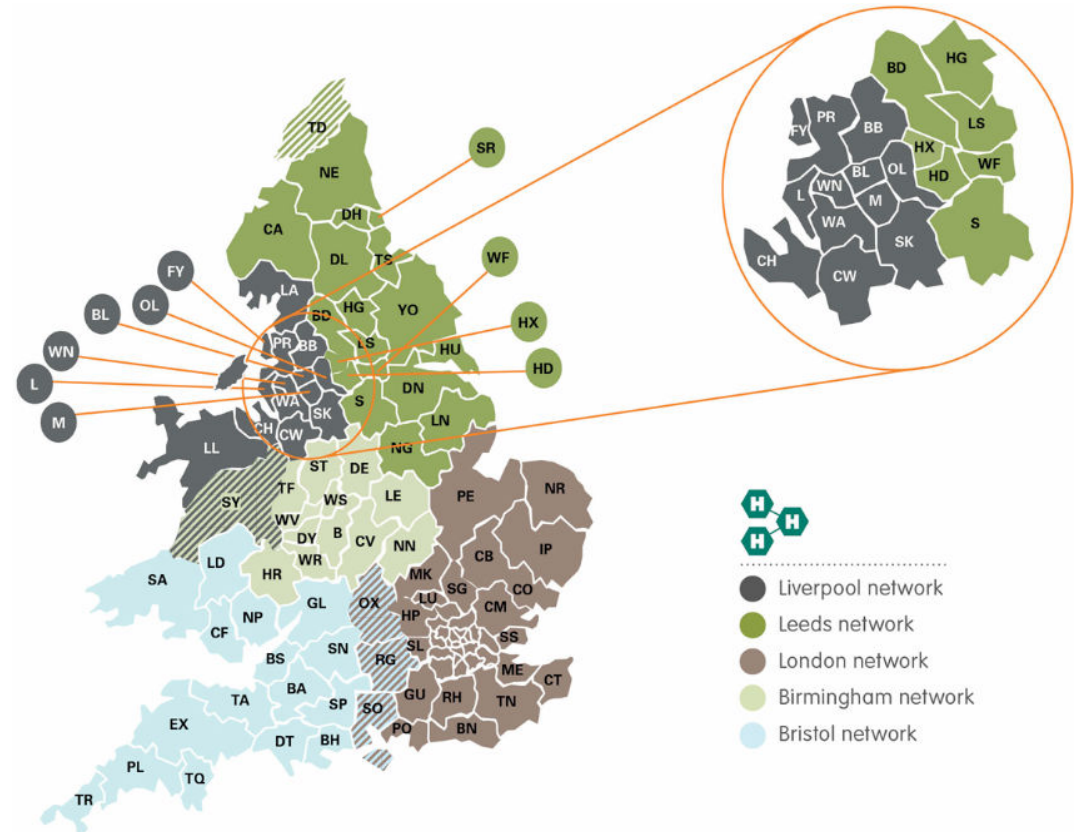 TD
NE
SR
DH
CA
DL
TS
WF
FY
LA
OL
BD
HG
YO
BL
PR
BB
LS
HX
HU
WN
HD
L
DN
WA
S
M
SK
LN
CH
CW
LL
NG
ST
DE
PE
NR
TF
LE
SY
WS
WV
B
DY
CV
NN
CB
IP
WR
HR
LD
SA
MK
SG
CO
OX
LU
GL
NP
HP
CM
CF
SS
SN
SL
BS
RG
ME
CT
BA
GU
RH
TN
TA
SP
SO
EX
PO
BN
DT
BH
PL
TQ
TR
HG
BD
PR
FY
BB
LS
HX
OL
WF
BL
HD
WN
L
M
WA
S
SK
CH
CW
H
H
H
Liverpool network
Leeds network
London network
Birmingham network
Bristol network